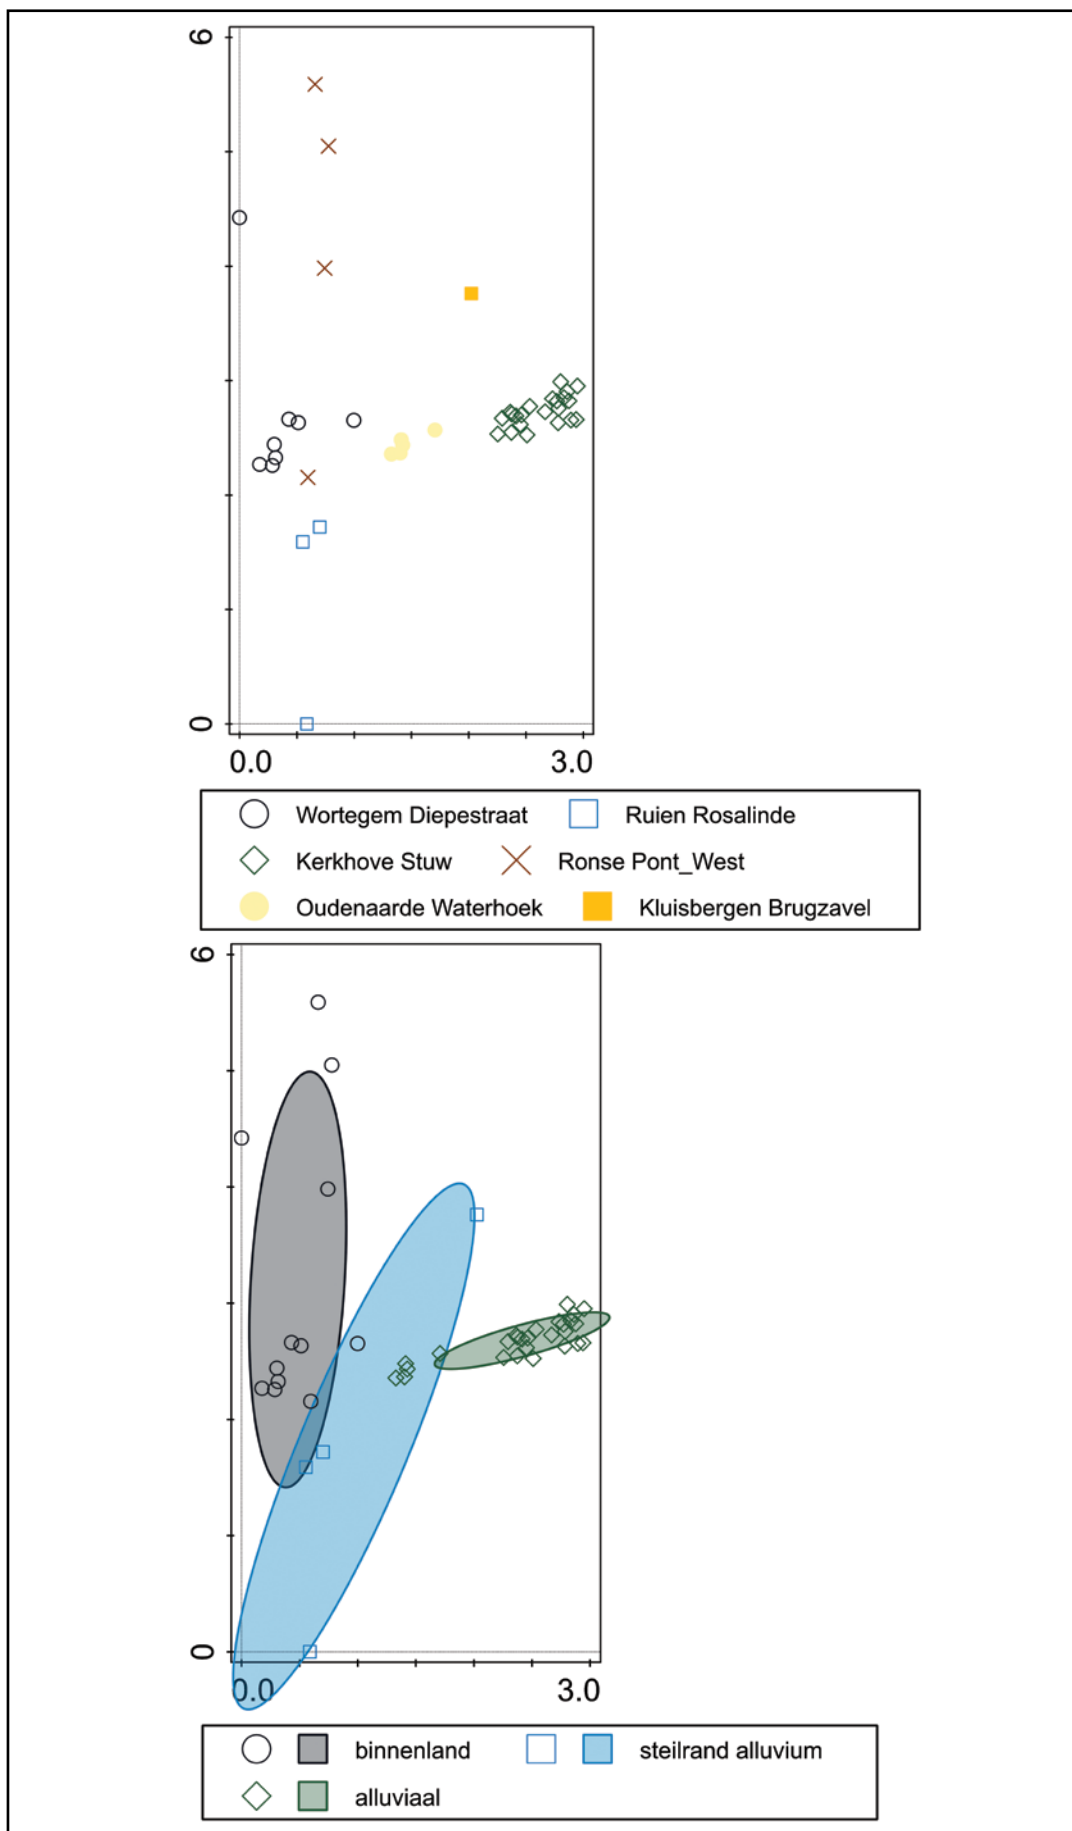 6
0
0.0 3.0
Wortegem Diepestraat Ruien Rosalinde
Kerkhove Stuw Ronse Pont_West
Oudenaarde Waterhoek Kluisbergen Brugzavel
6
0
0.0 3.0
binnenland steilrand alluvium
alluviaal